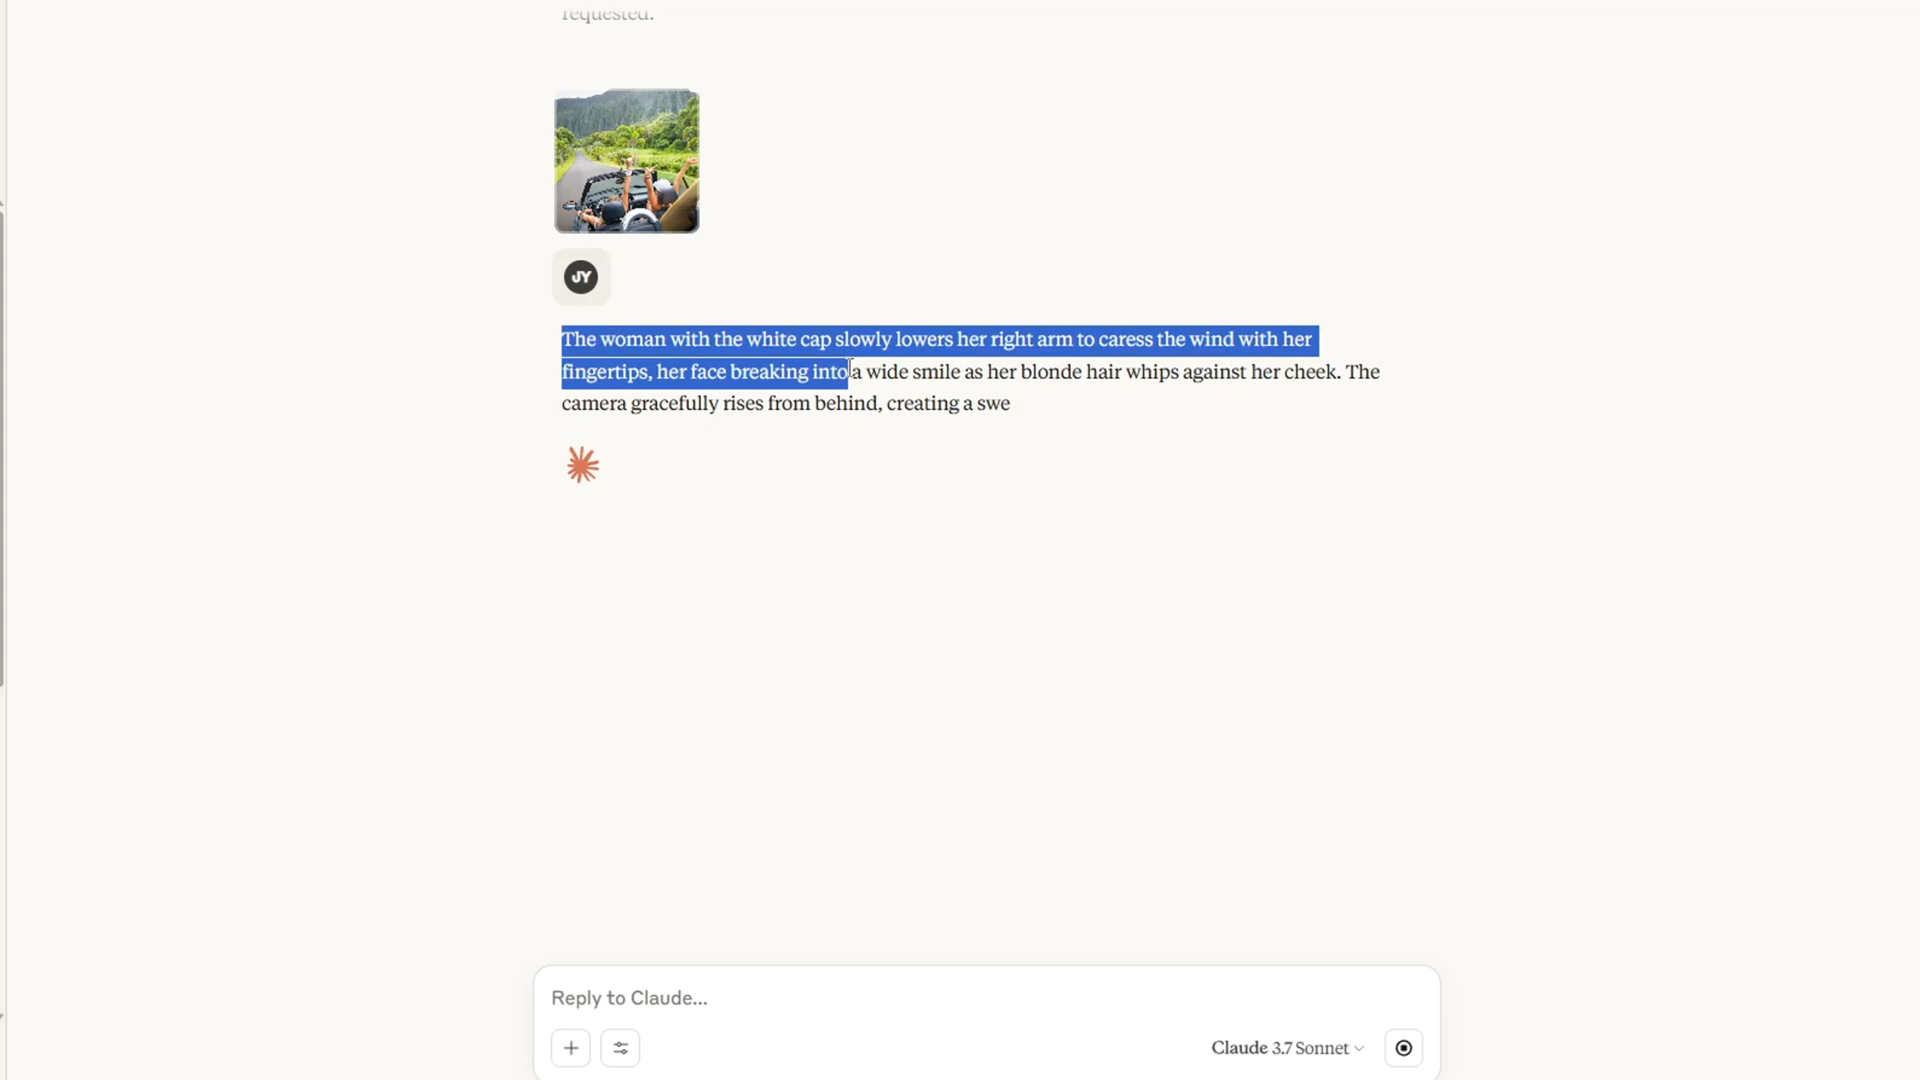 requested.
JY
The woman with the white cap slowly lowers her right arm to caress the wind with her
fingertips, her face breaking into a wide smile as her blonde hair whips against her cheek. The
camera gracefully rises from behind, creating a swe
Reply to Claude...
Claude 3.7 Sonnet